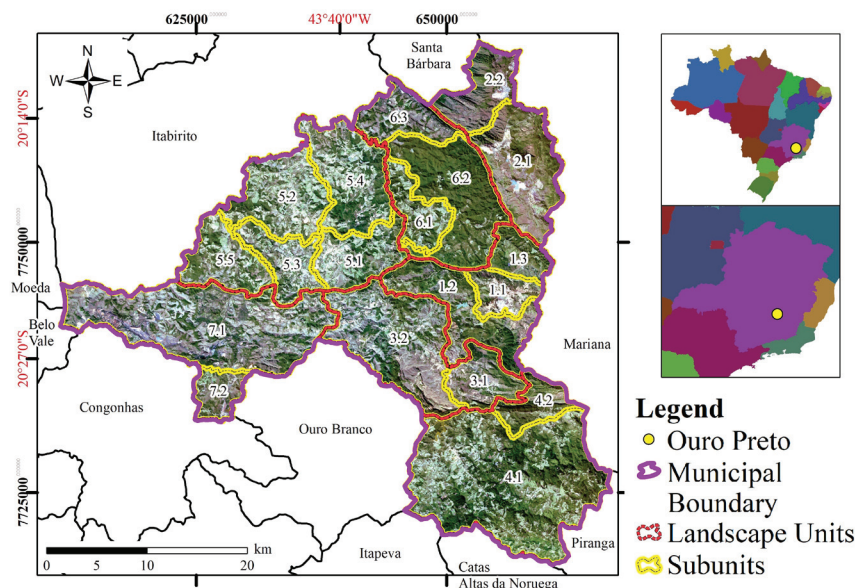 625000
43°40'0"W
650000
N
W
E
S
Santa
Bárbara
2.2
20°14'0"S
Itabirito
6.3
2.1
5.2
5.4
6.2
6.1
7750000
5.5
5.3
5.1
1.3
Moeda
1.2
1.1
Belo
Vale
7.1
3.2
Mariana
20°27'0"S
3.1
7.2
4.2
Congonhas
Ouro Branco
4.1
7725000
km
Piranga
0
10
20
Itapeva
Catas
Altas da Noruega
Legend
Ouro Preto
Municipal
Boundary
Landscape Units
Subunits